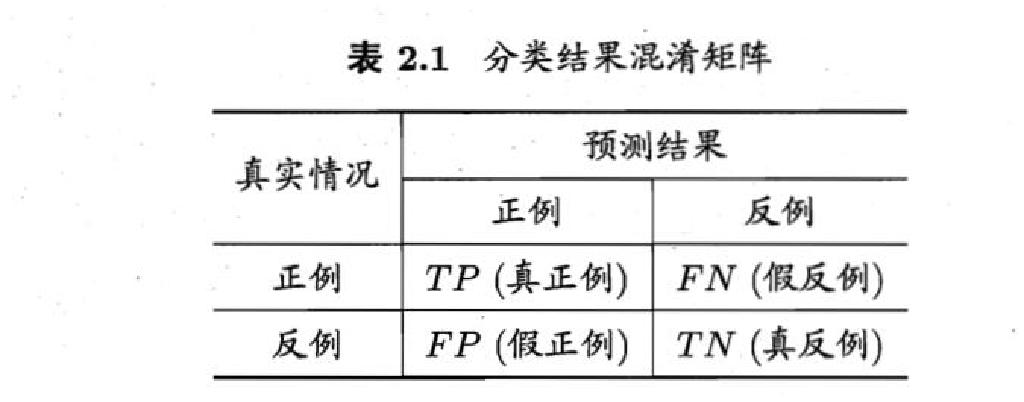 表 2.1 分类结果混淆矩阵
真实情况 预测结果
正例 反例
正例 TP (真正例) FN (假反例)
反例 FP (假正例) TN (真反例)